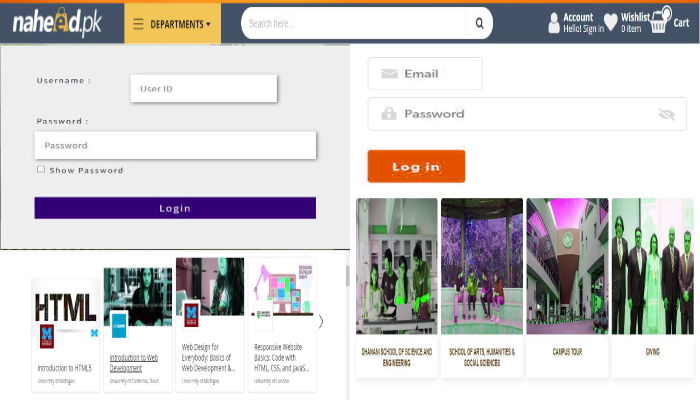 naheed.pk
DEPARTMENTS
Search here...
Account
Hello! Sign in
Wishlist
0 item
0
Cart
Username :
User ID
Password :
Password
Show Password
Login
Email
Password
Log in
HTML
Introduction to HTML5
University of Michigan
Introduction to Web
Development
University of California, Davis
Web Design for
Everybody: Basics of
Web Development &...
University of Michigan
Responsive Website
Basics: Code with
HTML, CSS, and JavaS...
University of London
DHANANI SCHOOL OF SCIENCE AND
ENGINEERING
SCHOOL OF ARTS, HUMANITIES &
SOCIAL SCIENCES
CAMPUS TOUR
GIVING